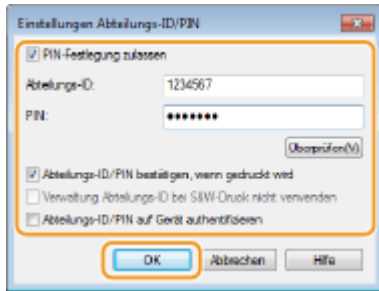 Einstellungen Abteilungs-ID/PIN
PIN-Festlegung zulassen
Abteilungs-ID: 1234567
PIN: •••••••
Überprüfen(V)
Abteilungs-ID/PIN bestätigen, wenn gedruckt wird
Verwaltung Abteilungs-ID bei S&W-Druck nicht verwenden
Abteilungs-ID/PIN auf Gerät authentifizieren
OK Abbrechen Hilfe